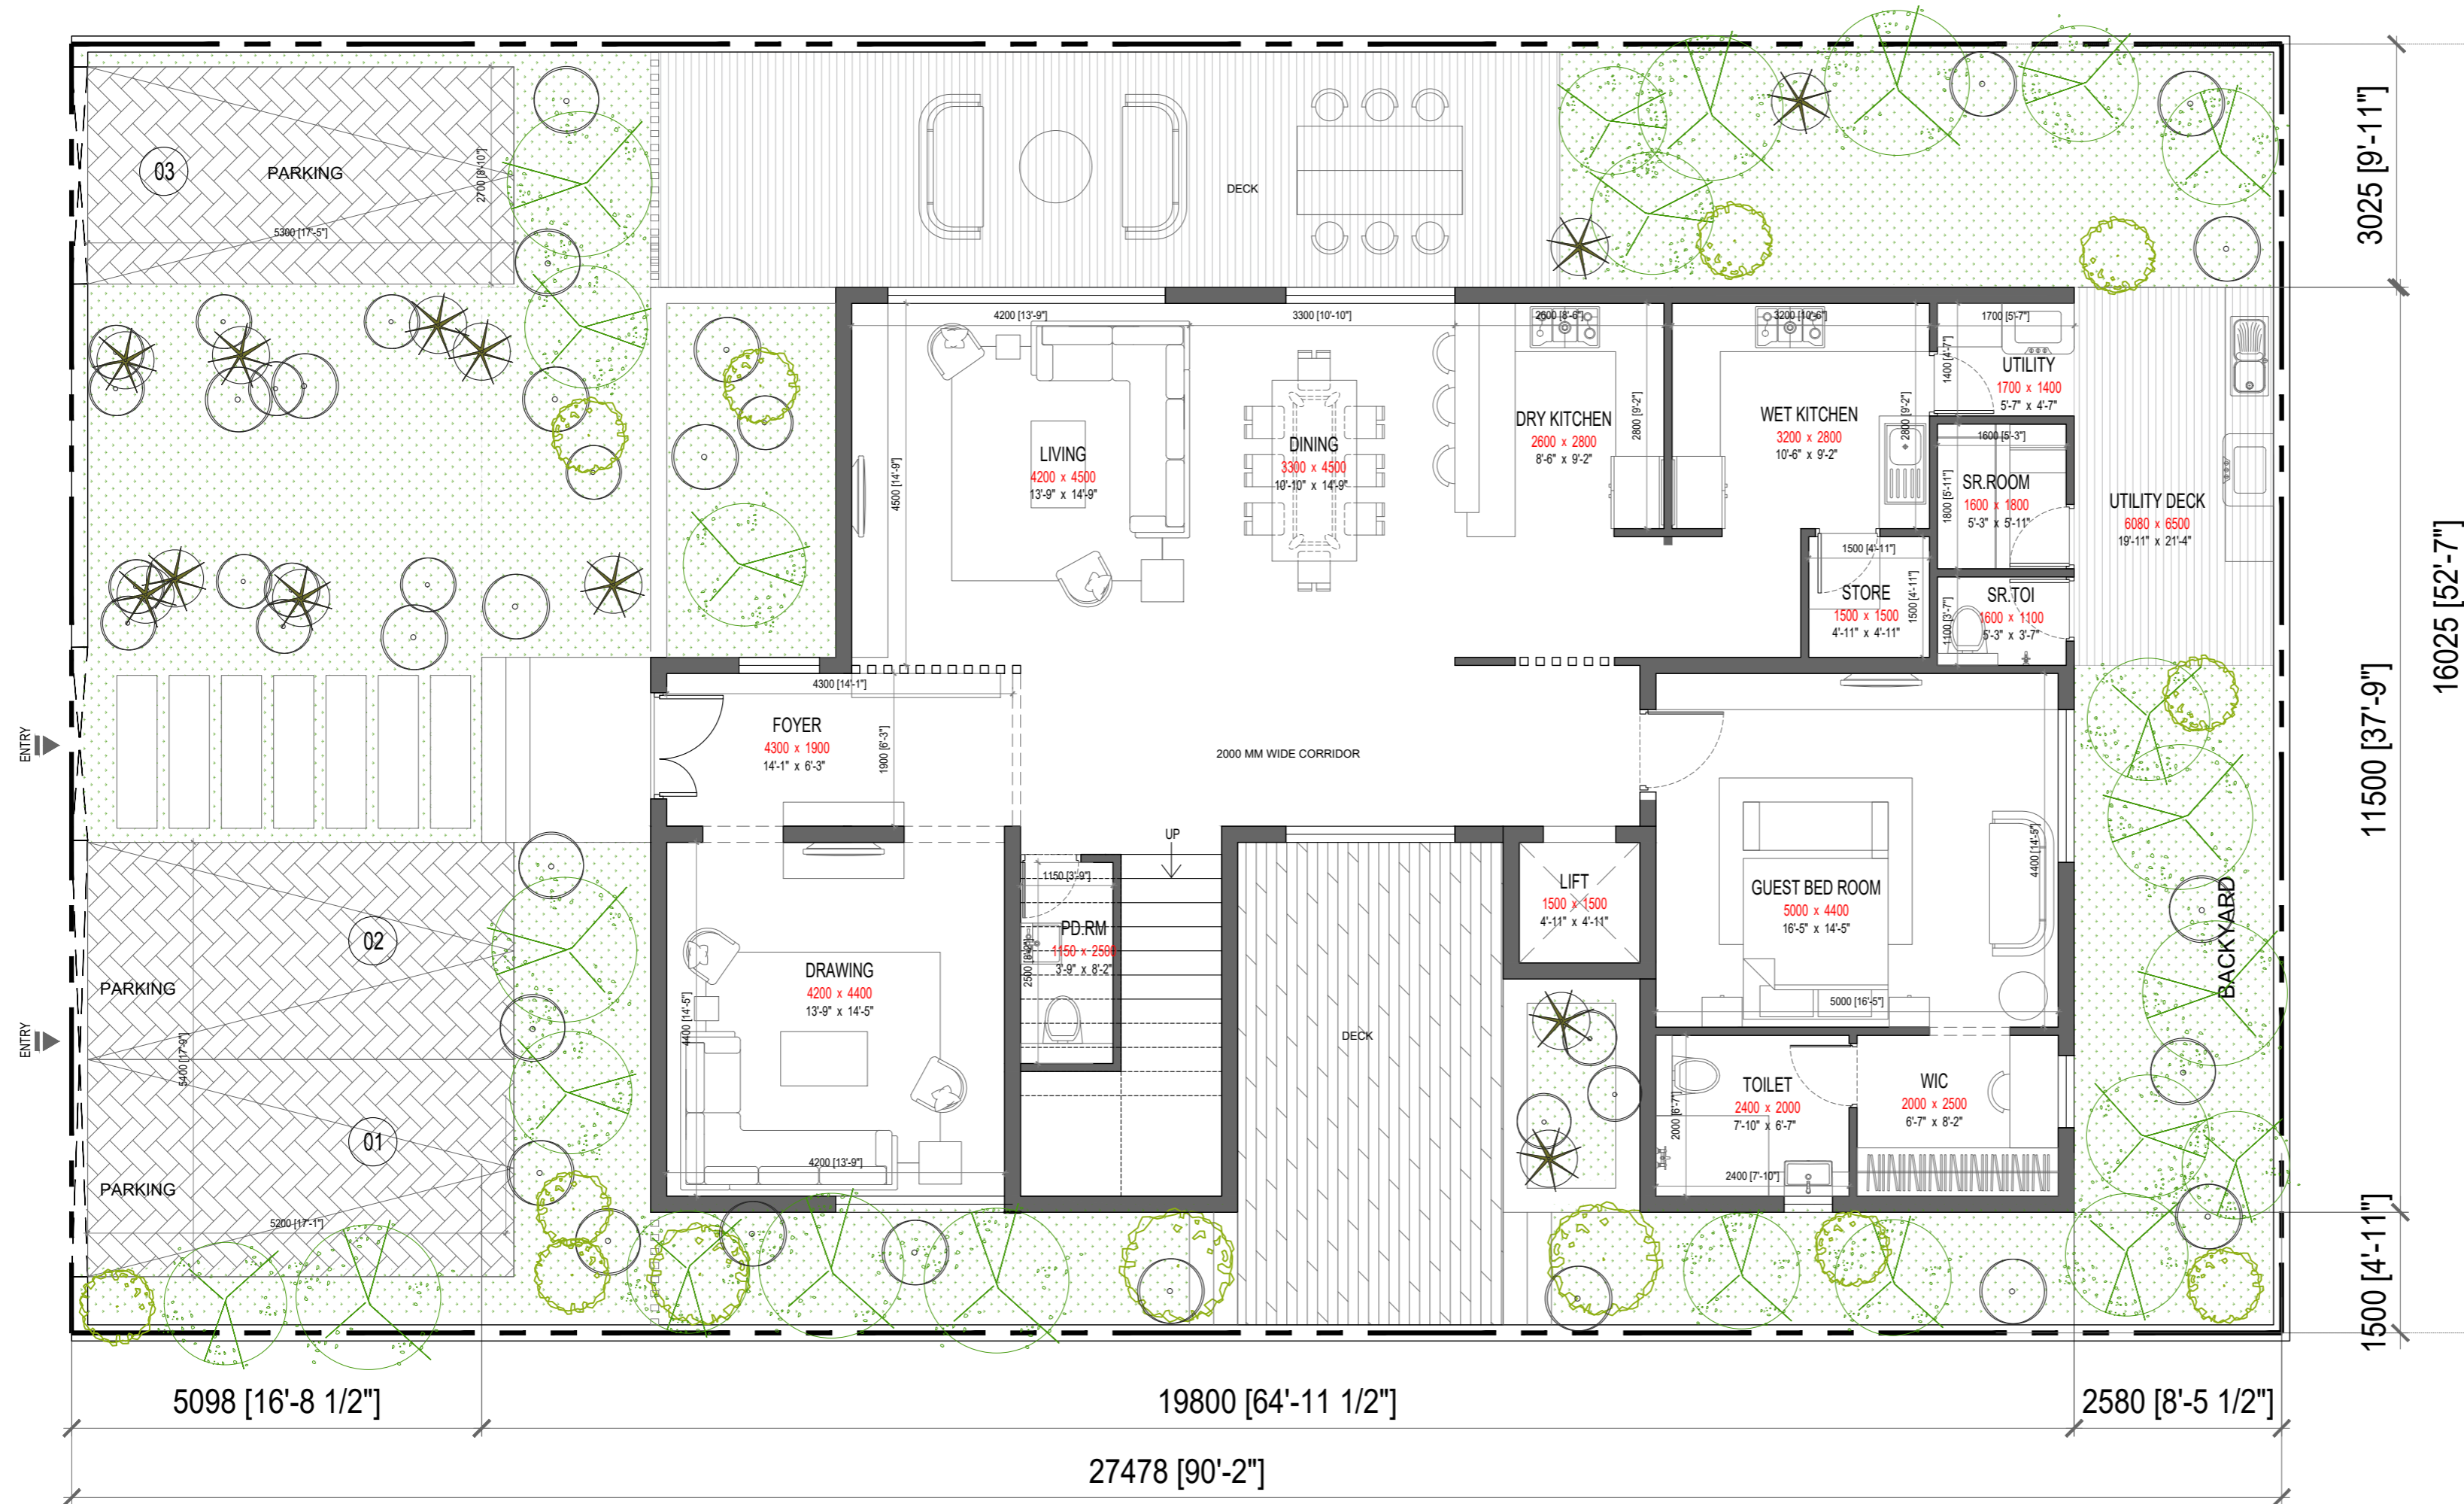 03
PARKING
5300 [17'-5"]
2700 [8'-10"]
DECK
3025 [9'-11"]
4200 [13'-9"]
3300 [10'-10"]
2600 [8'-6"]
3200 [10'-6"]
1700 [5'-7"]
4500 [14'-9"]
LIVING
4200 x 4500
13'-9" x 14'-9"
DINING
3300 x 4500
10'-10" x 14'-9"
DRY KITCHEN
2600 x 2800
8'-6" x 9'-2"
2800 [9'-2"]
WET KITCHEN
3200 x 2800
10'-6" x 9'-2"
2800 [9'-2"]
1400 [4'-7"]
UTILITY
1700 x 1400
5'-7" x 4'-7"
1600 [5'-3"]
1800 [5'-11"]
SR.ROOM
1600 x 1800
5'-3" x 5'-11"
UTILITY DECK
6080 x 6500
19'-11" x 21'-4"
1500 [4'-11"]
STORE
1500 x 1500
4'-11" x 4'-11"
1500 [4'-11"]
1100 [3'-7"]
SR.TOI
1600 x 1100
5'-3" x 3'-7"
16025 [52'-7"]
11500 [37'-9"]
ENTRY
4300 [14'-1"]
FOYER
4300 x 1900
14'-1" x 6'-3"
1900 [6'-3"]
2000 MM WIDE CORRIDOR
UP
02
PARKING
5400 [17'-9"]
ENTRY
01
PARKING
5200 [17'-1"]
DRAWING
4200 x 4400
13'-9" x 14'-5"
4400 [14'-5"]
4200 [13'-9"]
1150 [3'-9"]
PD.RM
1150 x 2500
3'-9" x 8'-2"
2500 [8'-2"]
DECK
LIFT
1500 x 1500
4'-11" x 4'-11"
GUEST BED ROOM
5000 x 4400
16'-5" x 14'-5"
4400 [14'-5"]
5000 [16'-5"]
BACKYARD
TOILET
2400 x 2000
7'-10" x 6'-7"
2000 [6'-7"]
2400 [7'-10"]
WIC
2000 x 2500
6'-7" x 8'-2"
1500 [4'-11"]
5098 [16'-8 1/2"]
19800 [64'-11 1/2"]
2580 [8'-5 1/2"]
27478 [90'-2"]